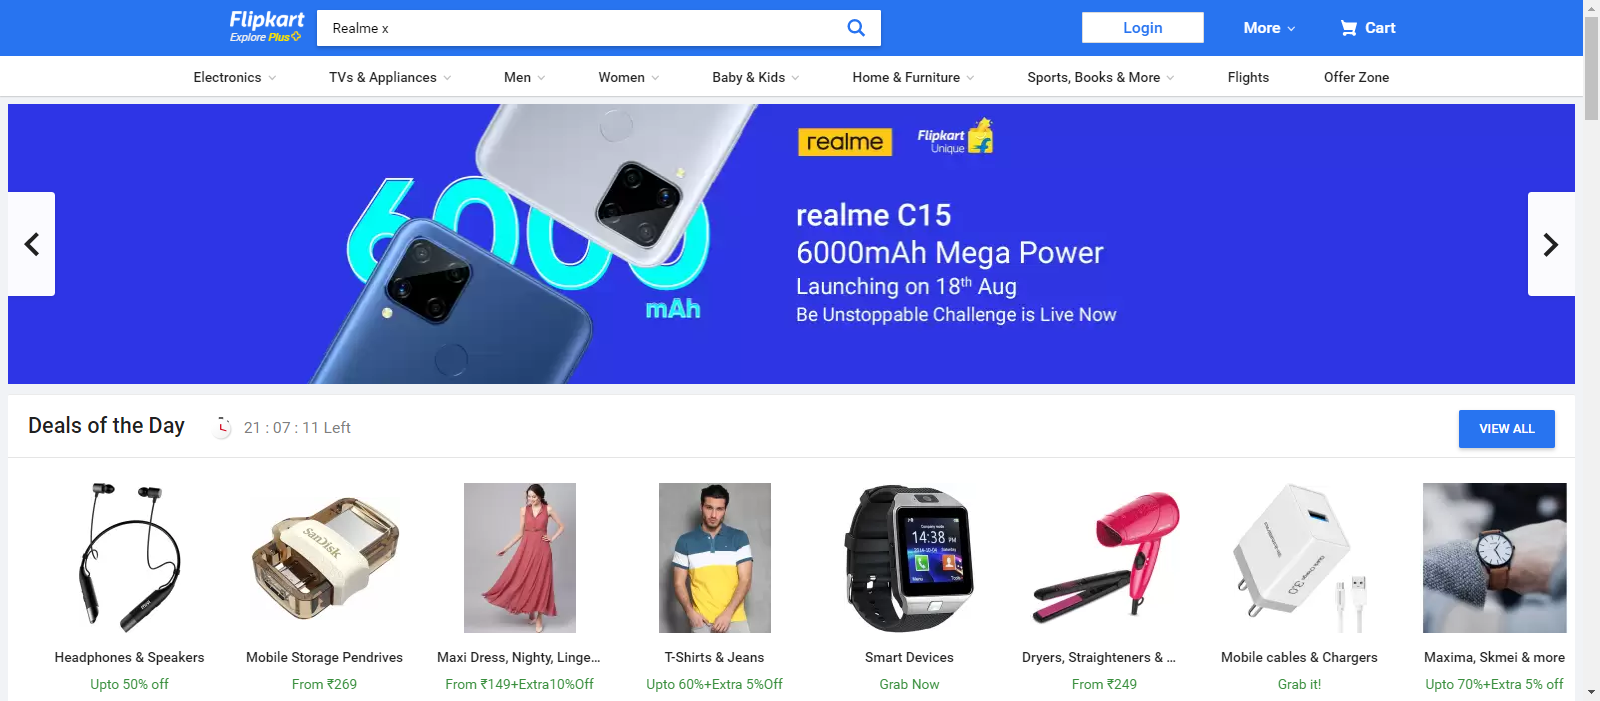 Flipkart
Explore Plus
Realme x
Login
More
Cart
Electronics
TVs & Appliances
Men
Women
Baby & Kids
Home & Furniture
Sports, Books & More
Flights
Offer Zone
6000
mAh
realme
Flipkart
Unique
realme C15
6000mAh Mega Power
Launching on 18th Aug
Be Unstoppable Challenge is Live Now
Deals of the Day
21 : 07 : 11 Left
VIEW ALL
SanDisk
14:38 PM
Headphones & Speakers
Mobile Storage Pendrives
Maxi Dress, Nighty, Linge...
T-Shirts & Jeans
Smart Devices
Dryers, Straighteners & ...
Mobile cables & Chargers
Maxima, Skmei & more
Upto 50% off
From ₹269
From ₹149+Extra10%Off
Upto 60%+Extra 5%Off
Grab Now
From ₹249
Grab it!
Upto 70%+Extra 5% off